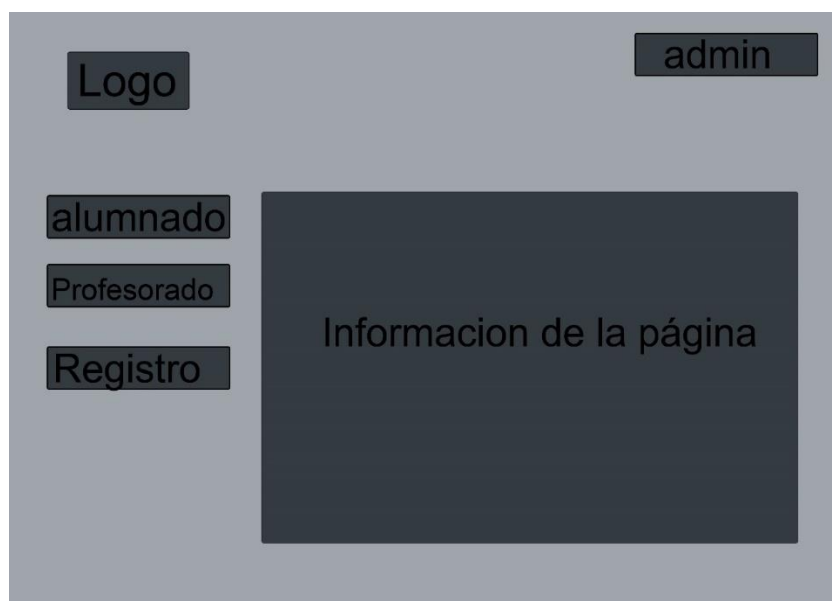 Logo
admin
alumnado
Profesorado
Registro
Informacion de la página